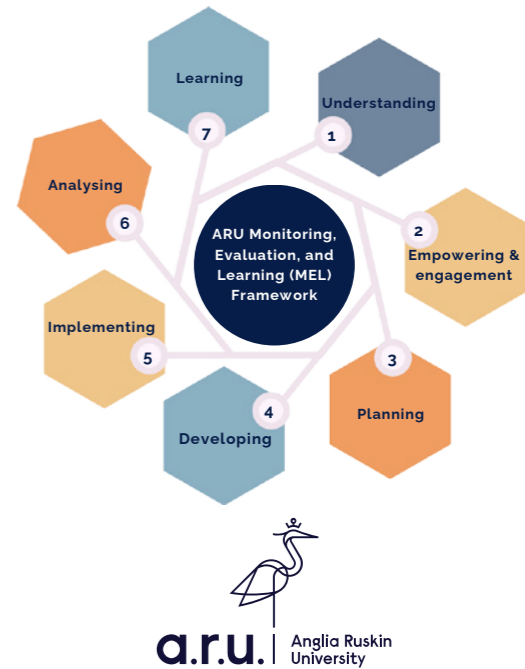 ARU Monitoring,
Evaluation, and
Learning (MEL)
Framework
1
Understanding
2
Empowering &
engagement
3
Planning
4
Developing
5
Implementing
6
Analysing
7
Learning
a.r.u.
Anglia Ruskin
University